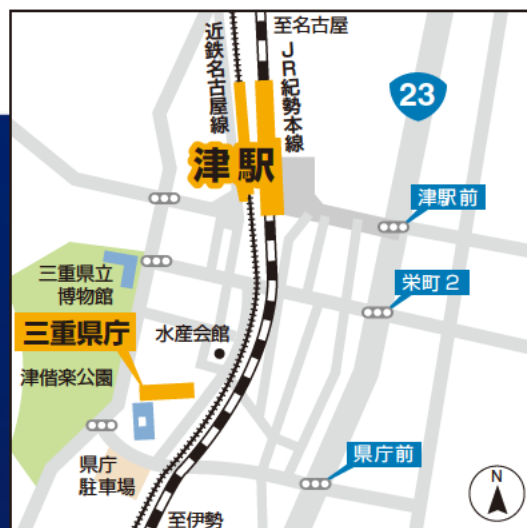 至名古屋
近鉄名古屋線
JR紀勢本線
23
津駅
津駅前
三重県立
博物館
栄町2
三重県庁
水産会館
津偕楽公園
県庁前
県庁
駐車場
至伊勢
N